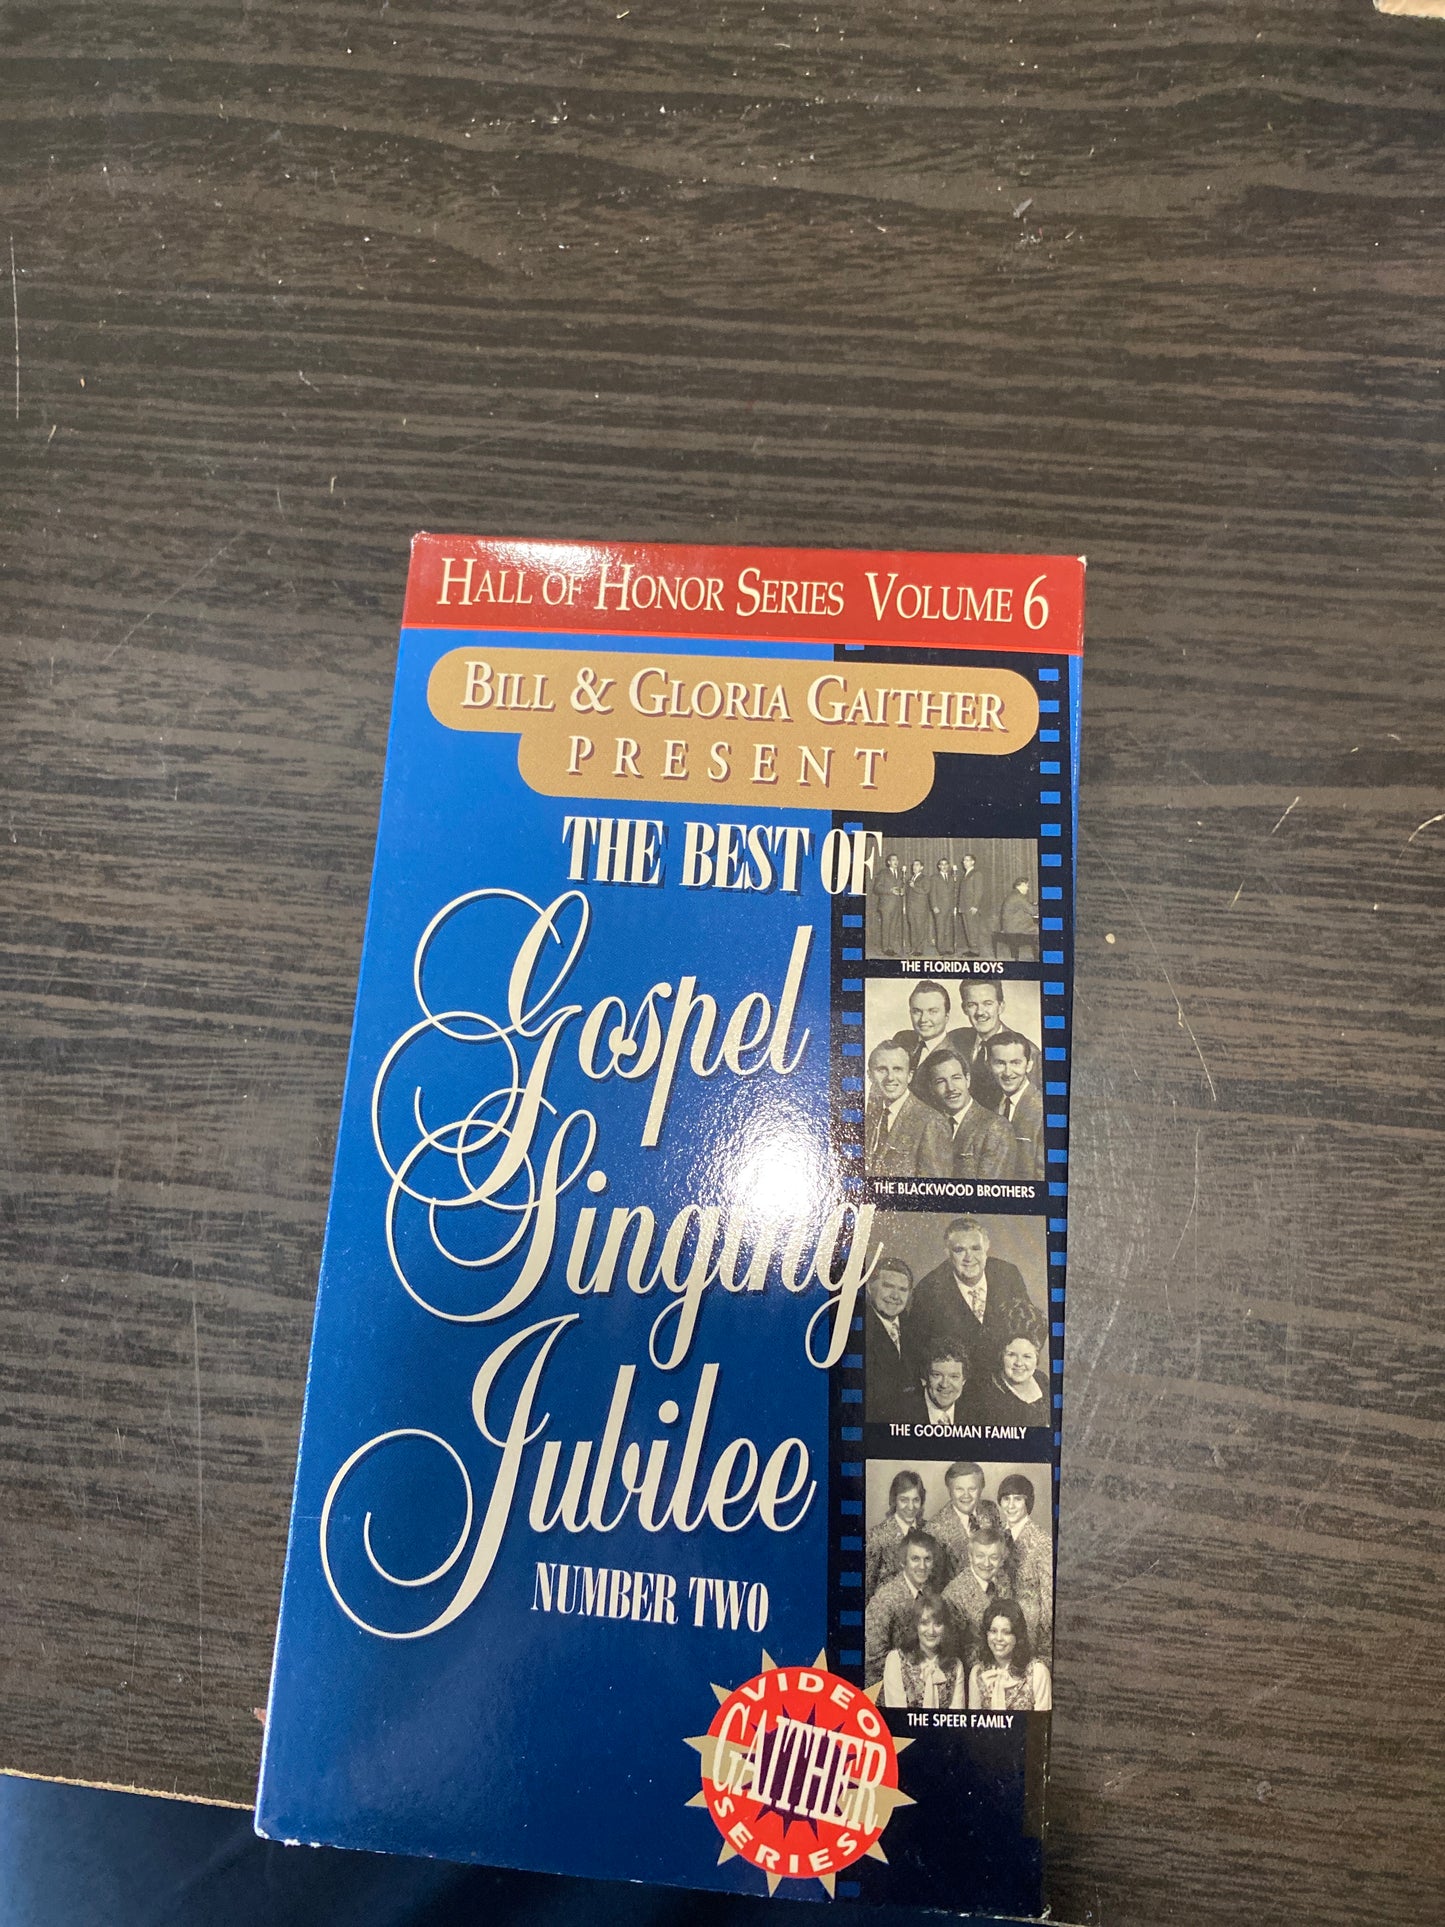 HALL OF HONOR SERIES VOLUME 6
BILL & GLORIA GAITHER
PRESENT
THE BEST OF
Gospel
Singing
Jubilee
NUMBER TWO
THE FLORIDA BOYS
THE BLACKWOOD BROTHERS
THE GOODMAN FAMILY
THE SPEER FAMILY
VIDEO
GAITHER
SERIES